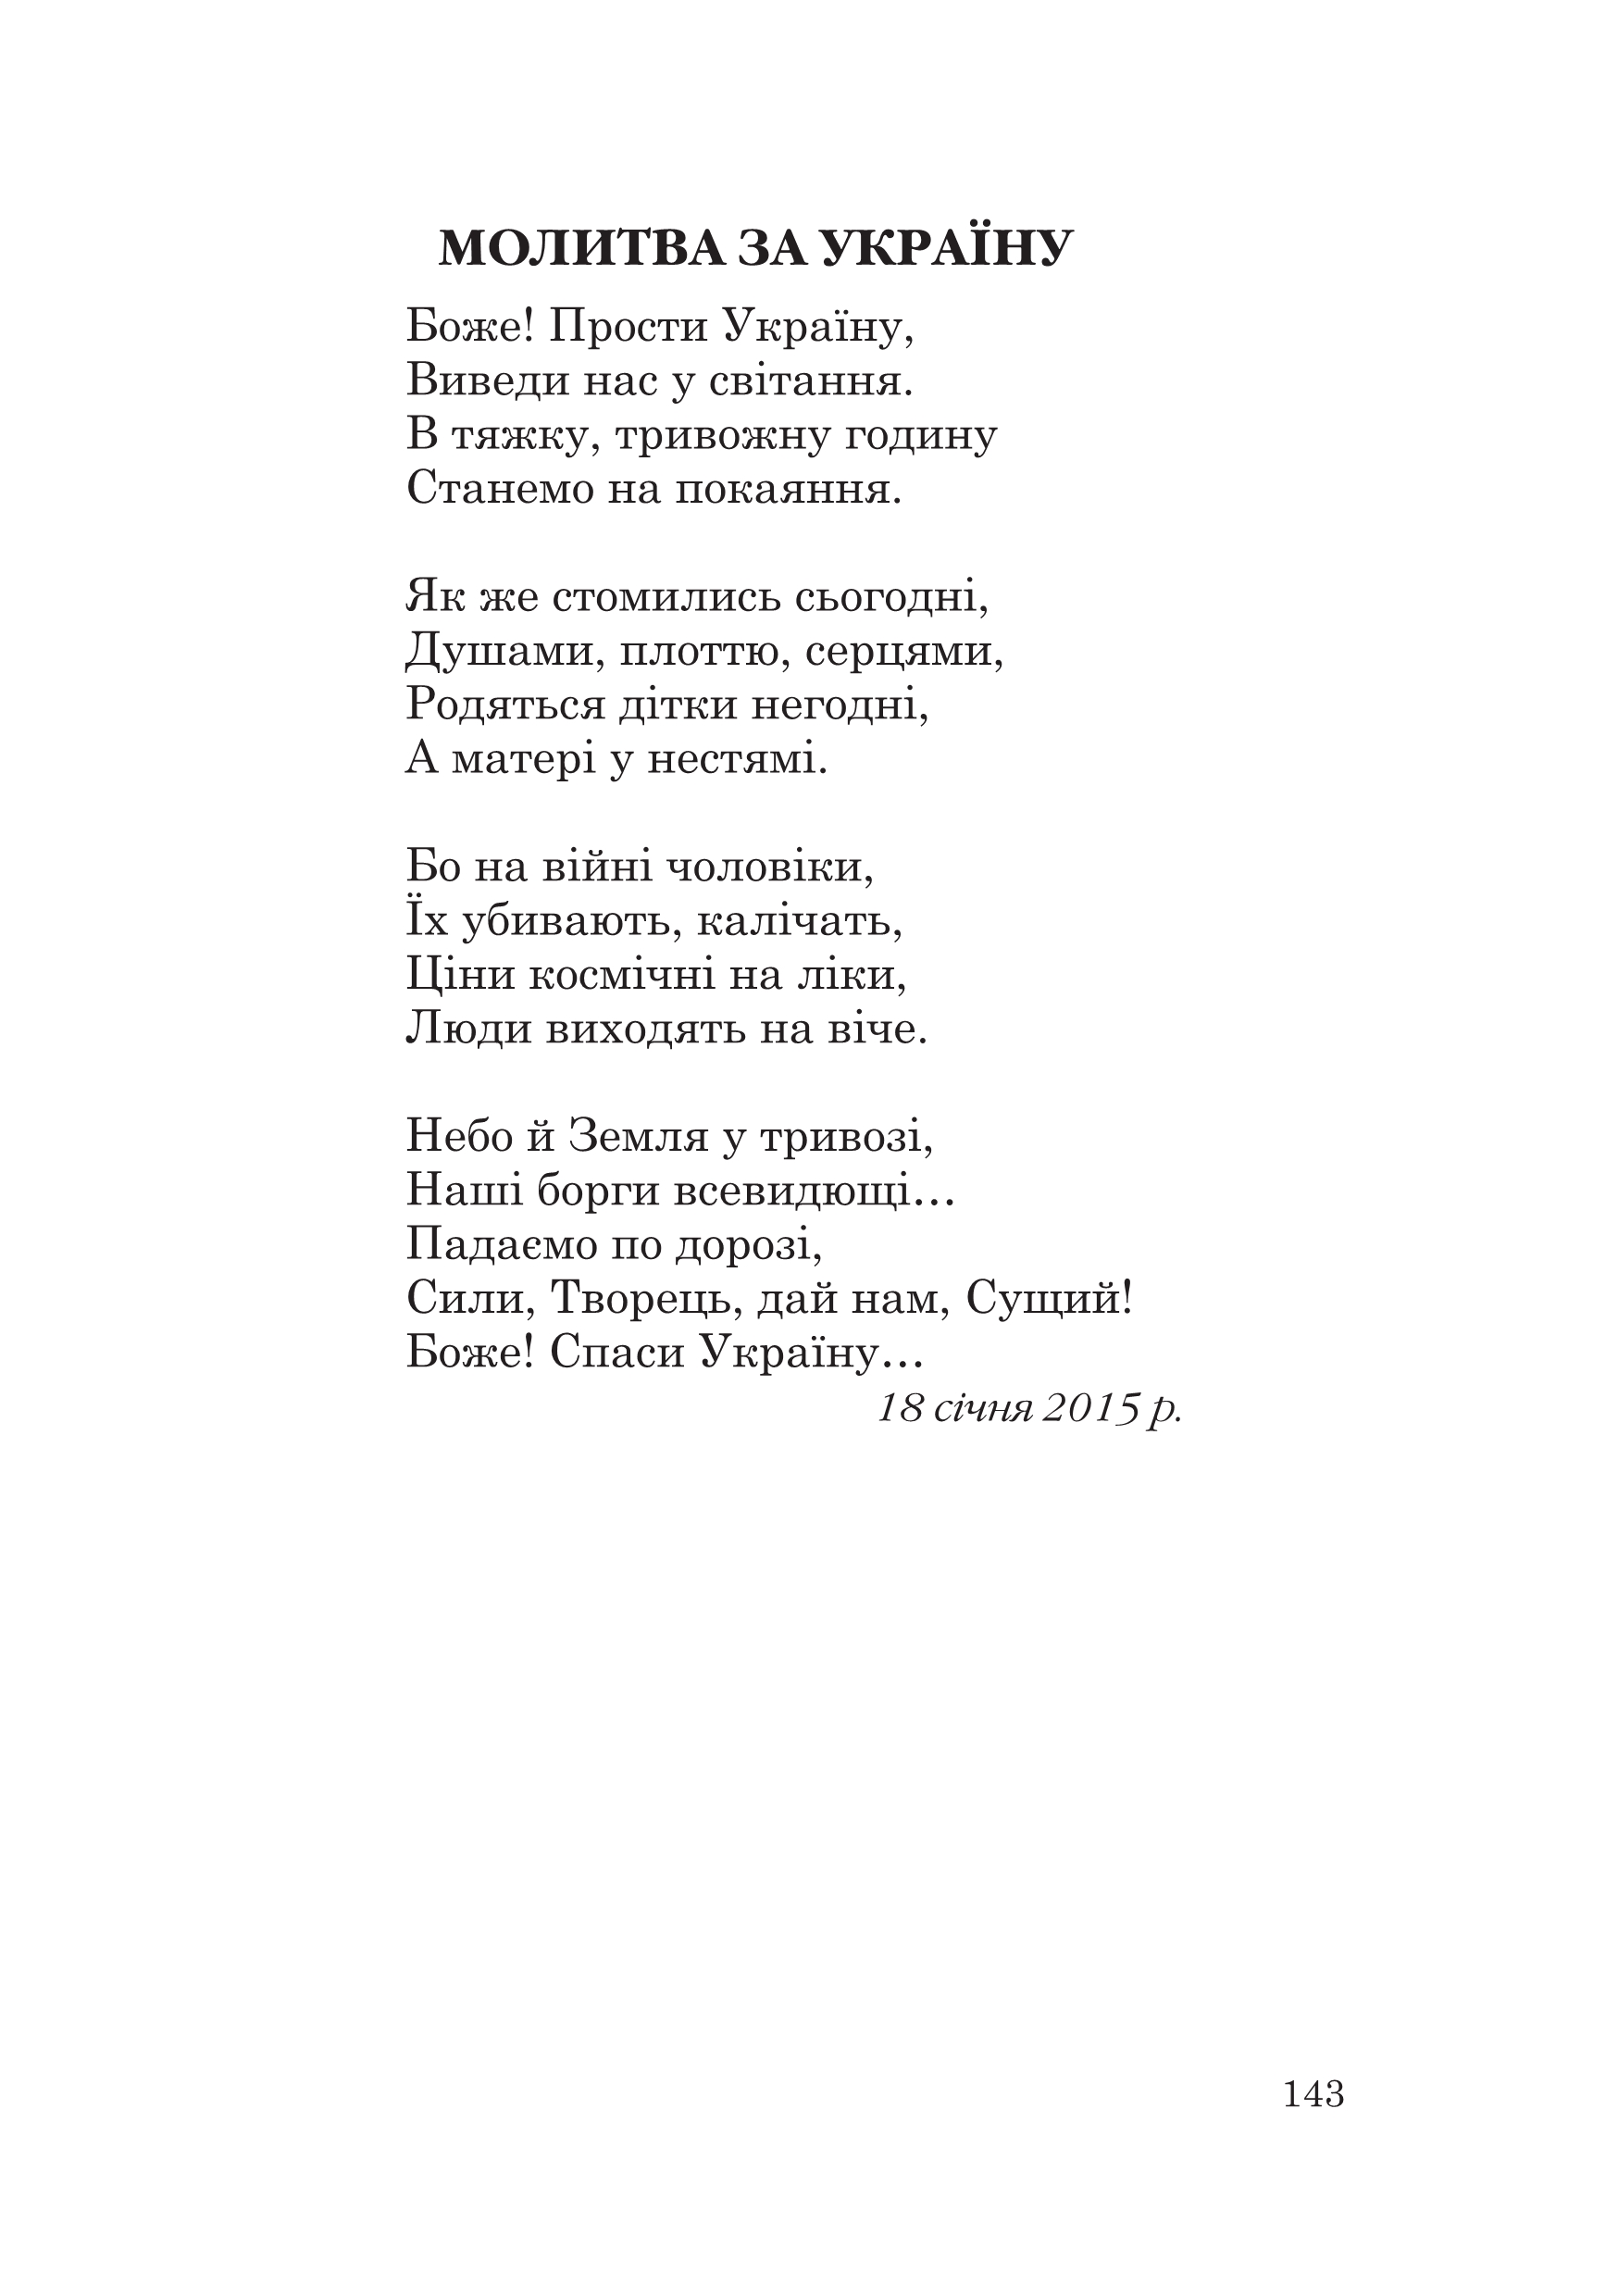 МОЛИТВА ЗА УКРАЇНУ
Боже! Прости Україну,
Виведи нас у світання.
В тяжку, тривожну годину
Станемо на покаяння.
Як же стомились сьогодні,
Душами, плоттю, серцями,
Родяться дітки негодні,
А матері у нестямі.
Бо на війні чоловіки,
Їх убивають, калічать,
Ціни космічні на ліки,
Люди виходять на віче.
Небо й Земля у тривозі,
Наші борги всевидющі...
Падаємо по дорозі,
Сили, Творець, дай нам, Сущий!
Боже! Спаси Україну...
18 січня 2015 р.
143